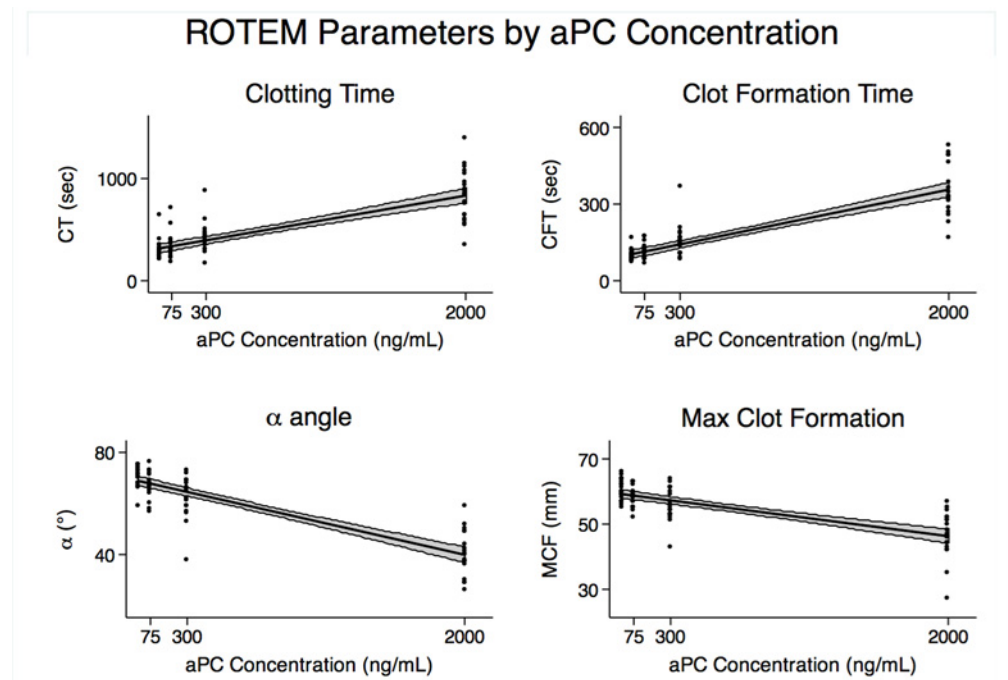 ROTEM Parameters by aPC Concentration
Clotting Time
CT (sec)
1000
0
75 300 2000
aPC Concentration (ng/mL)
Clot Formation Time
CFT (sec)
600
300
0
75 300 2000
aPC Concentration (ng/mL)
α angle
α (°)
80
40
75 300 2000
aPC Concentration (ng/mL)
Max Clot Formation
MCF (mm)
70
50
30
75 300 2000
aPC Concentration (ng/mL)